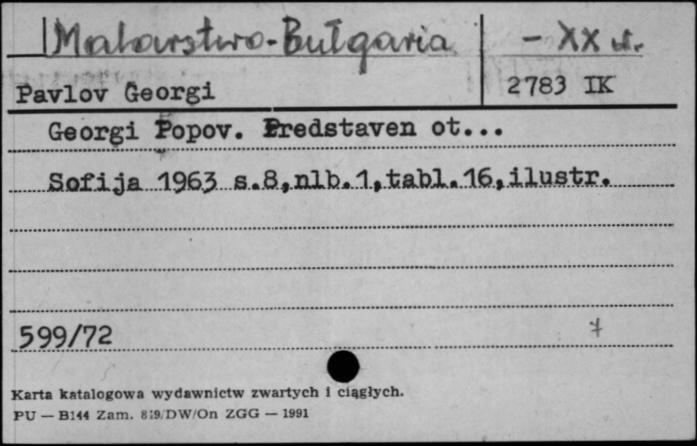 Malarstwo-Bułgaria - XX w.
Pavlov Georgi 2783 IK
Georgi Popov. Predstaven ot...
Sofija 1963 s.8,nlb.1,tabl.16,ilustr.
599/72 7
Karta katalogowa wydawnictw zwartych i ciągłych.
PU — B144 Zam. 819/DW/On ZGG — 1991